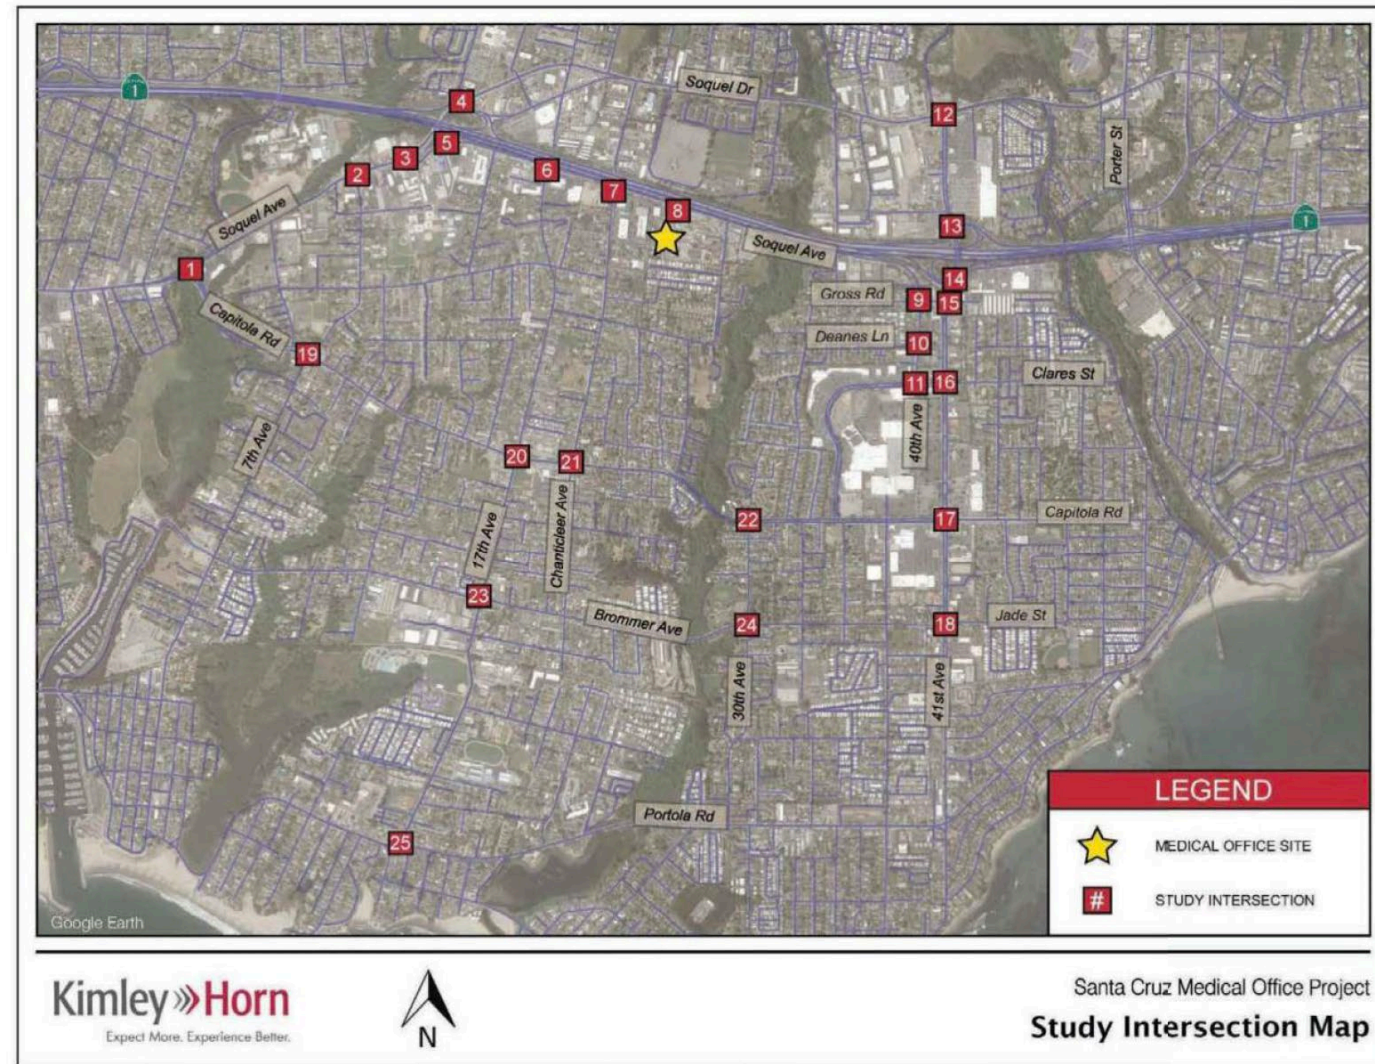 Soquel Dr
1
4
12
5
3
6
2
7
Porter St
8
Soquel Ave
13
1
Soquel Ave
1
14
Gross Rd
9
15
Capitola Rd
Deanes Ln
10
19
Clares St
11
16
40th Ave
7th Ave
20
21
Capitola Rd
22
17
17th Ave
Chanticleer Ave
23
Brommer Ave
24
18
Jade St
30th Ave
41st Ave
Portola Rd
25
LEGEND
MEDICAL OFFICE SITE
#
STUDY INTERSECTION
Google Earth
Kimley»Horn
Expect More. Experience Better.
N
Santa Cruz Medical Office Project
Study Intersection Map